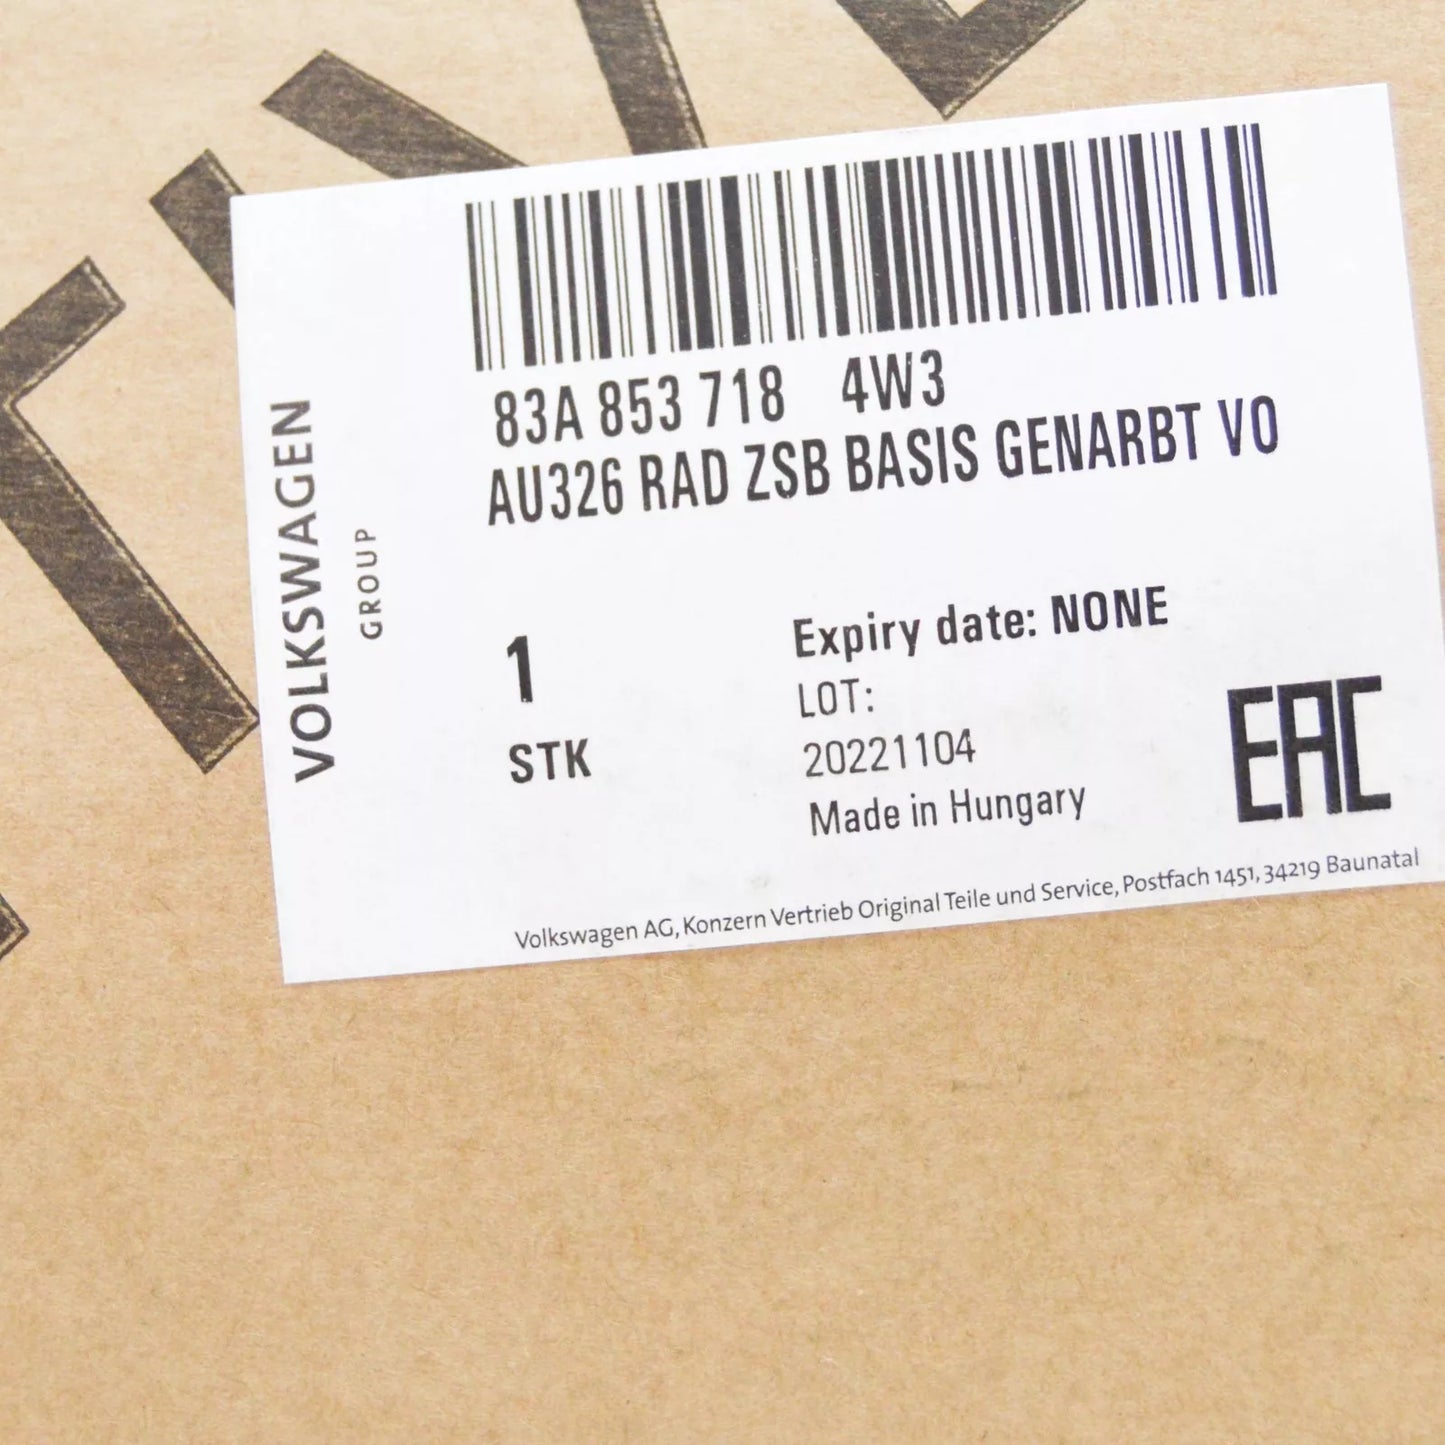 VOLKSWAGEN
GROUP
83A 853 718 4W3
AU326 RAD ZSB BASIS GENARBT VO
1
STK
Expiry date: NONE
LOT:
20221104
Made in Hungary
EAC
Volkswagen AG, Konzern Vertrieb Original Teile und Service, Postfach 1451, 34219 Baunatal